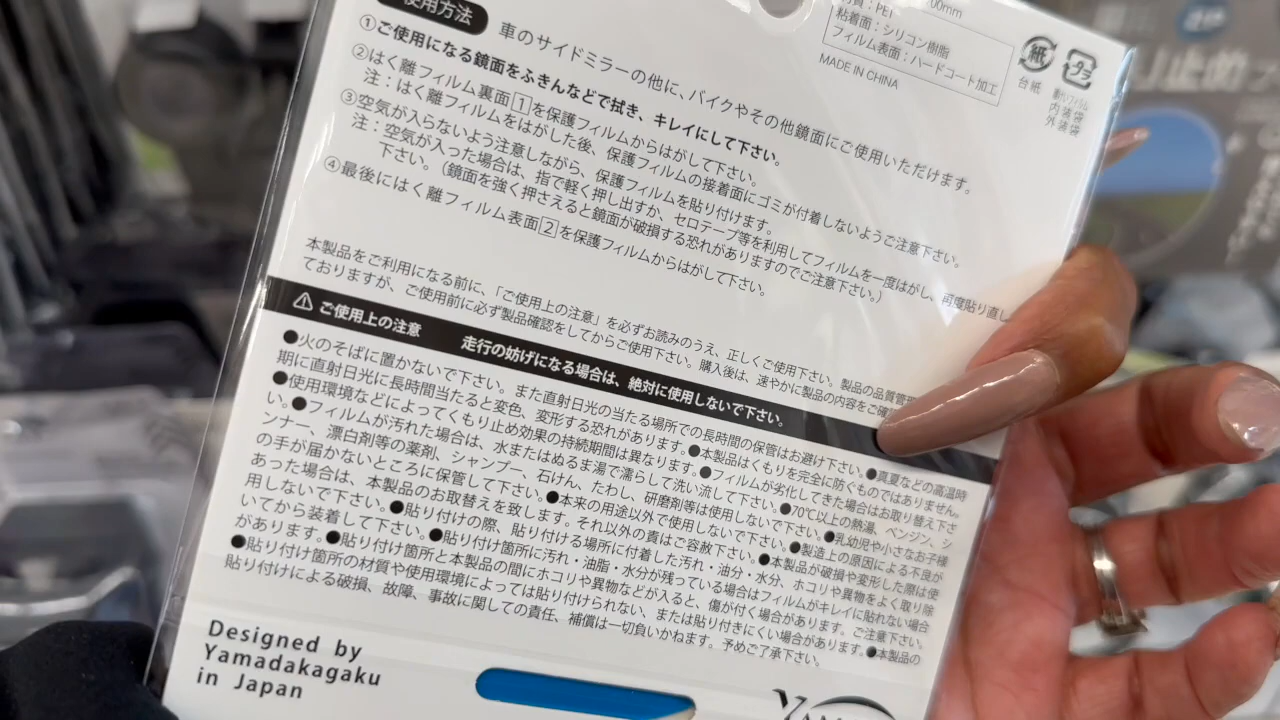 使用方法
車のサイドミラーの他に、バイクやその他鏡面にご使用いただけます。
①ご使用になる鏡面をふきんなどで拭き、キレイにして下さい。
②はく離フィルム裏面1を保護フィルムからはがして下さい。
注：はく離フィルムをはがした後、保護フィルムの接着面にゴミが付着しないようご注意下さい。
③空気が入らないよう注意しながら、保護フィルムを貼り付けます。
注：空気が入った場合は、指で軽く押し出すか、セロテープ等を利用してフィルムを一度はがし、再度貼り直し
下さい。（鏡面を強く押さえると鏡面が破損する恐れがありますのでご注意下さい。）
④最後にはく離フィルム表面2を保護フィルムからはがして下さい。
材質：PET
粘着面：シリコン樹脂
フィルム表面：ハードコート加工
MADE IN CHINA
紙
台紙
プラ
内装袋
外装袋
本製品をご利用になる前に、「ご使用上の注意」を必ずお読みのうえ、正しくご使用下さい。製品の品質管理
ておりますが、ご使用前に必ず製品確認をしてからご使用下さい。購入後は、速やかに製品の内容をご確認
ご使用上の注意 走行の妨げになる場合は、絶対に使用しないで下さい。
●火のそばに置かないで下さい。また直射日光の当たる場所での長時間の保管はお避け下さい。●真夏などの高温時
期に直射日光に長時間当たると変色、変形する恐れがあります。●本製品はくもりを完全に防ぐものではありません。
●使用環境などによってくもり止め効果の持続期間は異なります。●フィルムが劣化してきた場合はお取り替え下さ
い。●フィルムが汚れた場合は、水またはぬるま湯で濡らして洗い流して下さい。●70℃以上の熱湯、ベンジン、シ
ンナー、漂白剤等の薬剤、シャンプー、石けん、たわし、研磨剤等は使用しないで下さい。●乳幼児や小さなお子様
の手が届かないところに保管して下さい。●本来の用途以外で使用しないで下さい。●製造上の原因による不良が
あった場合は、本製品のお取替えを致します。それ以外の責はご容赦下さい。●本製品が破損や変形した際は使
用しないで下さい。●貼り付けの際、貼り付ける場所に付着した汚れ・油分・水分、ホコリや異物をよく取り除
いてから装着して下さい。●貼り付け箇所に汚れ・油脂・水分が残っている場合はフィルムがキレイに貼れない場合
があります。●貼り付け箇所と本製品の間にホコリや異物などが入ると、傷が付く場合があります。ご注意下さい。
●貼り付け箇所の材質や使用環境によっては貼り付けられない、または貼り付きにくい場合があります。●本製品の
貼り付けによる破損、故障、事故に関しての責任、補償は一切負いかねます。予めご了承下さい。
Designed by
Yamadakagaku
in Japan